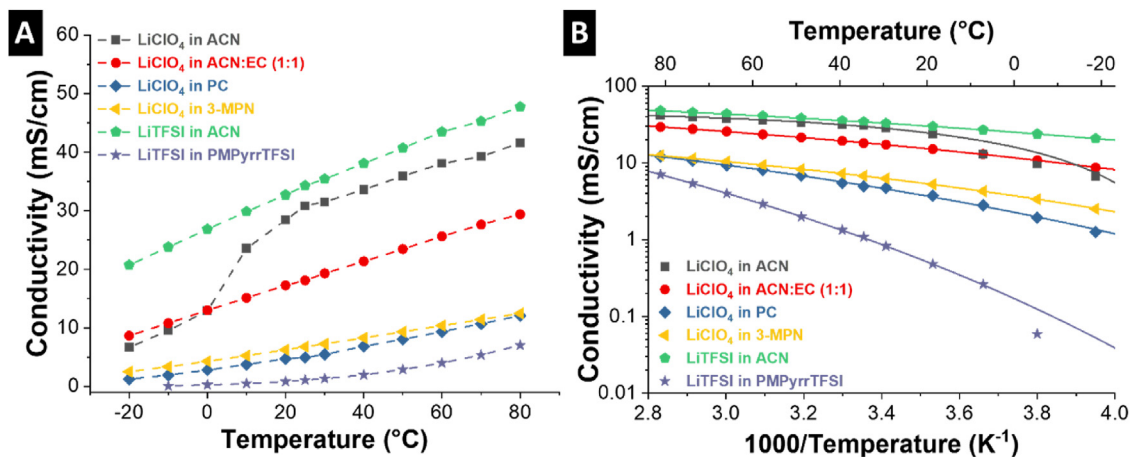 A
60
50
40
30
20
10
0
Conductivity (mS/cm)
LiClO4 in ACN
LiClO4 in ACN:EC (1:1)
LiClO4 in PC
LiClO4 in 3-MPN
LiTFSI in ACN
LiTFSI in PMPyrrTFSI
-20 0 20 40 60 80
Temperature (°C)
B
Temperature (°C)
80 60 40 20 0 -20
100
10
1
0.1
0.01
Conductivity (mS/cm)
LiClO4 in ACN
LiClO4 in ACN:EC (1:1)
LiClO4 in PC
LiClO4 in 3-MPN
LiTFSI in ACN
LiTFSI in PMPyrrTFSI
2.8 3.0 3.2 3.4 3.6 3.8 4.0
1000/Temperature (K-1)